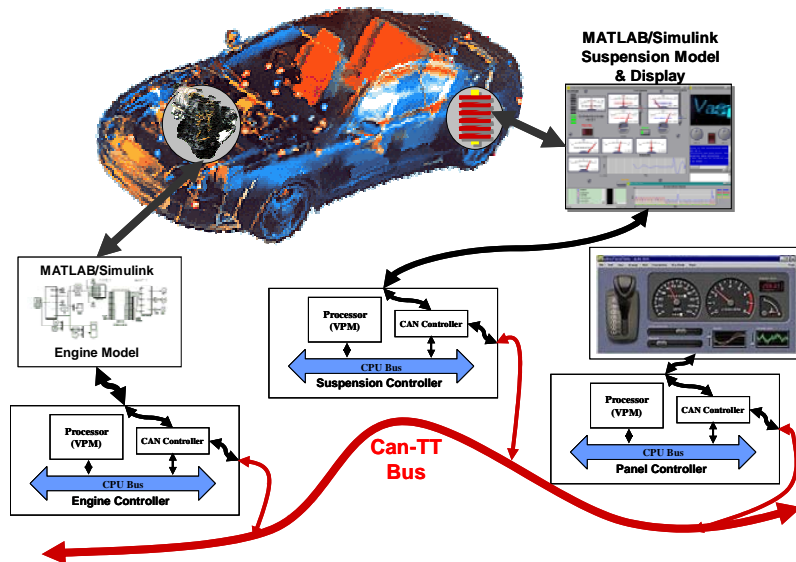 MATLAB/Simulink
Suspension Model
& Display
MATLAB/Simulink
Engine Model
Processor
(VPM)
CAN Controller
CPU Bus
Suspension Controller
Processor
(VPM)
CAN Controller
CPU Bus
Engine Controller
Can-TT
Bus
Processor
(VPM)
CAN Controller
CPU Bus
Panel Controller